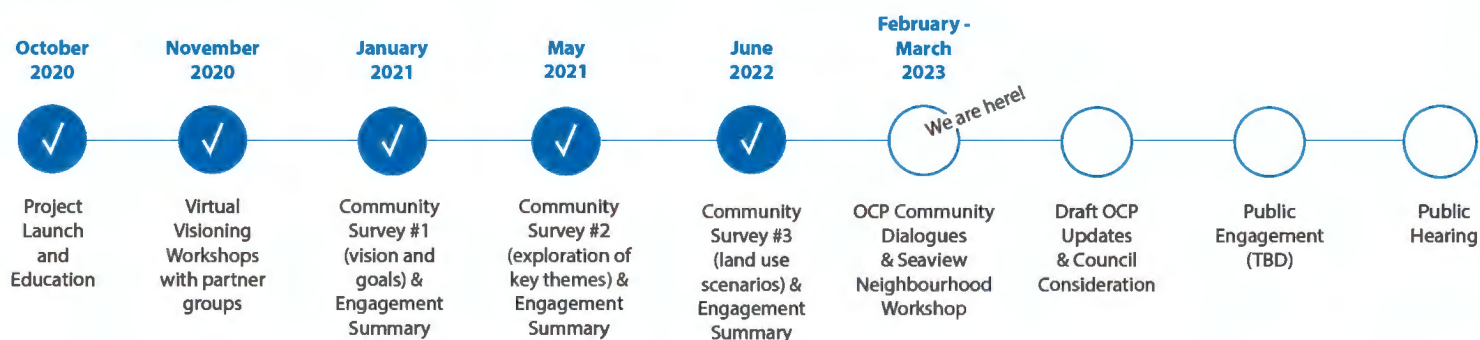 October
2020
Project
Launch
and
Education
November
2020
Virtual
Visioning
Workshops
with partner
groups
January
2021
Community
Survey #1
(vision and
goals) &
Engagement
Summary
May
2021
Community
Survey #2
(exploration of
key themes) &
Engagement
Summary
June
2022
Community
Survey #3
(land use
scenarios) &
Engagement
Summary
February -
March
2023
We are here!
OCP Community
Dialogues
& Seaview
Neighbourhood
Workshop
Draft OCP
Updates
& Council
Consideration
Public
Engagement
(TBD)
Public
Hearing